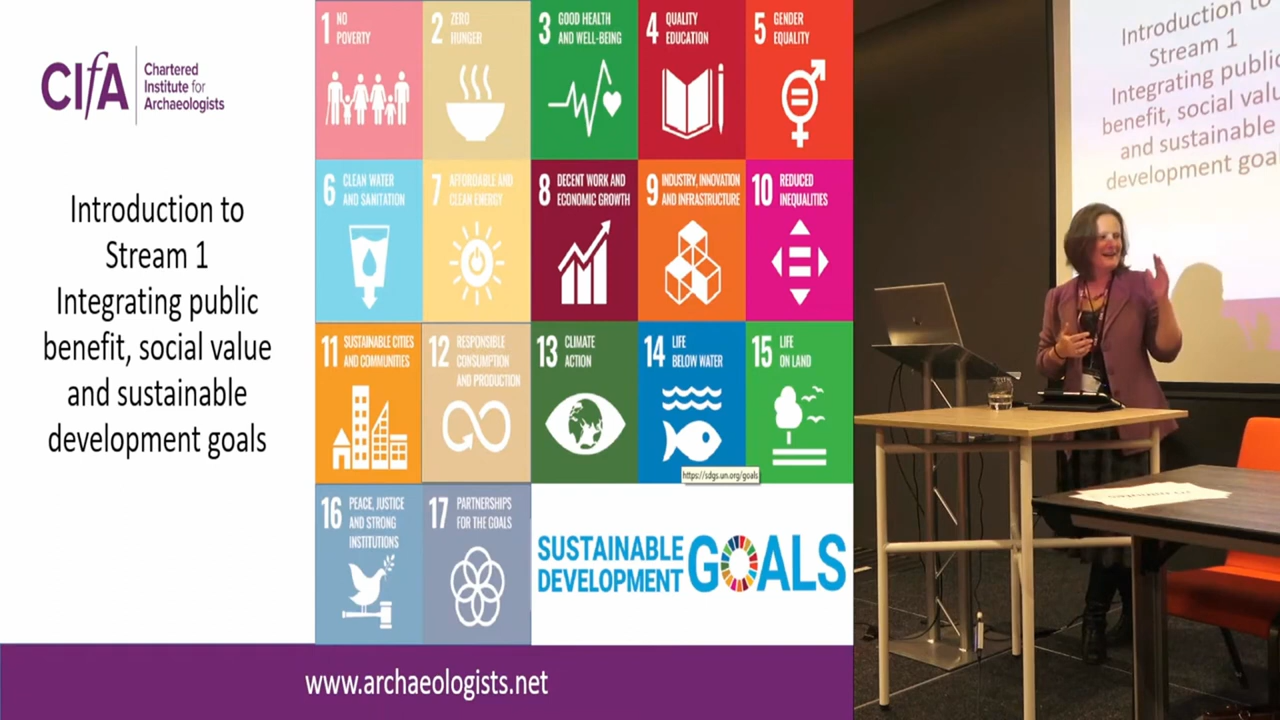 CIfA
Chartered
Institute for
Archaeologists
Introduction to
Stream 1
Integrating public
benefit, social value
and sustainable
development goals
1 NO
POVERTY
2 ZERO
HUNGER
3 GOOD HEALTH
AND WELL-BEING
4 QUALITY
EDUCATION
5 GENDER
EQUALITY
6 CLEAN WATER
AND SANITATION
7 AFFORDABLE AND
CLEAN ENERGY
8 DECENT WORK AND
ECONOMIC GROWTH
9 INDUSTRY, INNOVATION
AND INFRASTRUCTURE
10 REDUCED
INEQUALITIES
11 SUSTAINABLE CITIES
AND COMMUNITIES
12 RESPONSIBLE
CONSUMPTION
AND PRODUCTION
13 CLIMATE
ACTION
14 LIFE
BELOW WATER
15 LIFE
ON LAND
https://sdgs.un.org/goals
16 PEACE, JUSTICE
AND STRONG
INSTITUTIONS
17 PARTNERSHIPS
FOR THE GOALS
SUSTAINABLE
DEVELOPMENT
GOALS
www.archaeologists.net
Introduction to
Stream 1
Integrating public
benefit, social valu
and sustainable
development goa